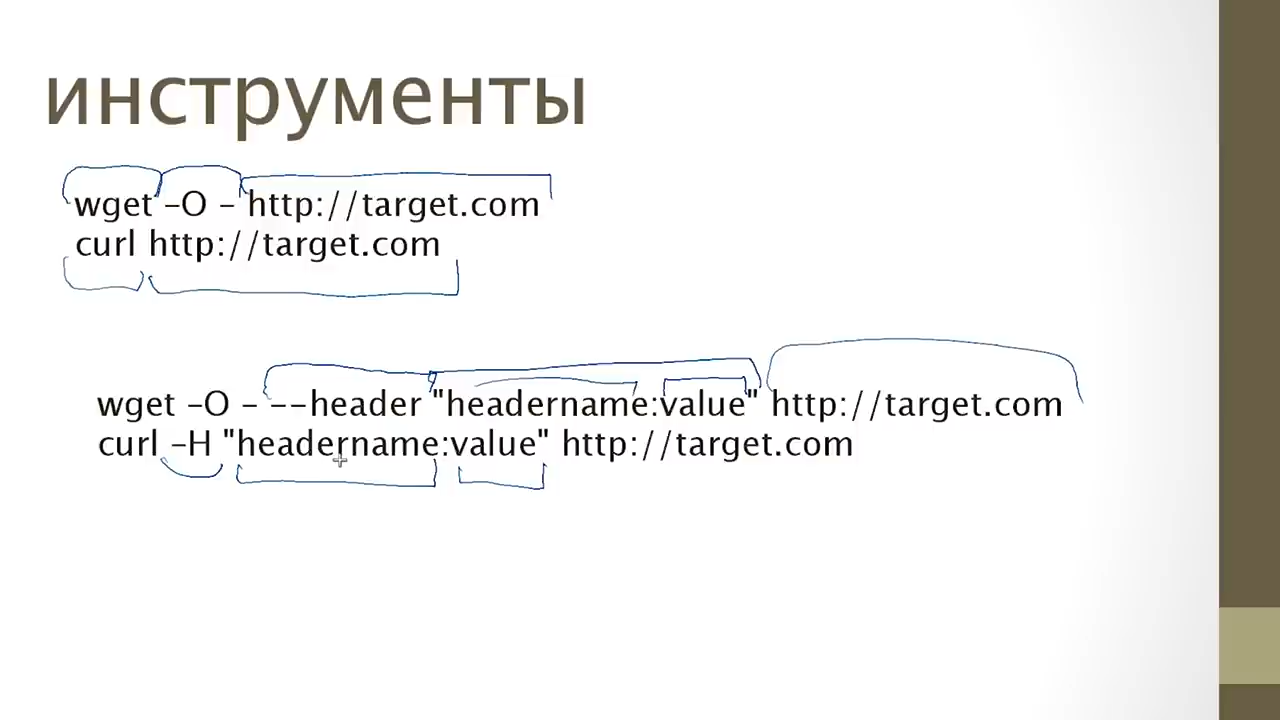 инструменты
wget -O - http://target.com
curl http://target.com
wget -O - --header "headername:value" http://target.com
curl -H "headername:value" http://target.com